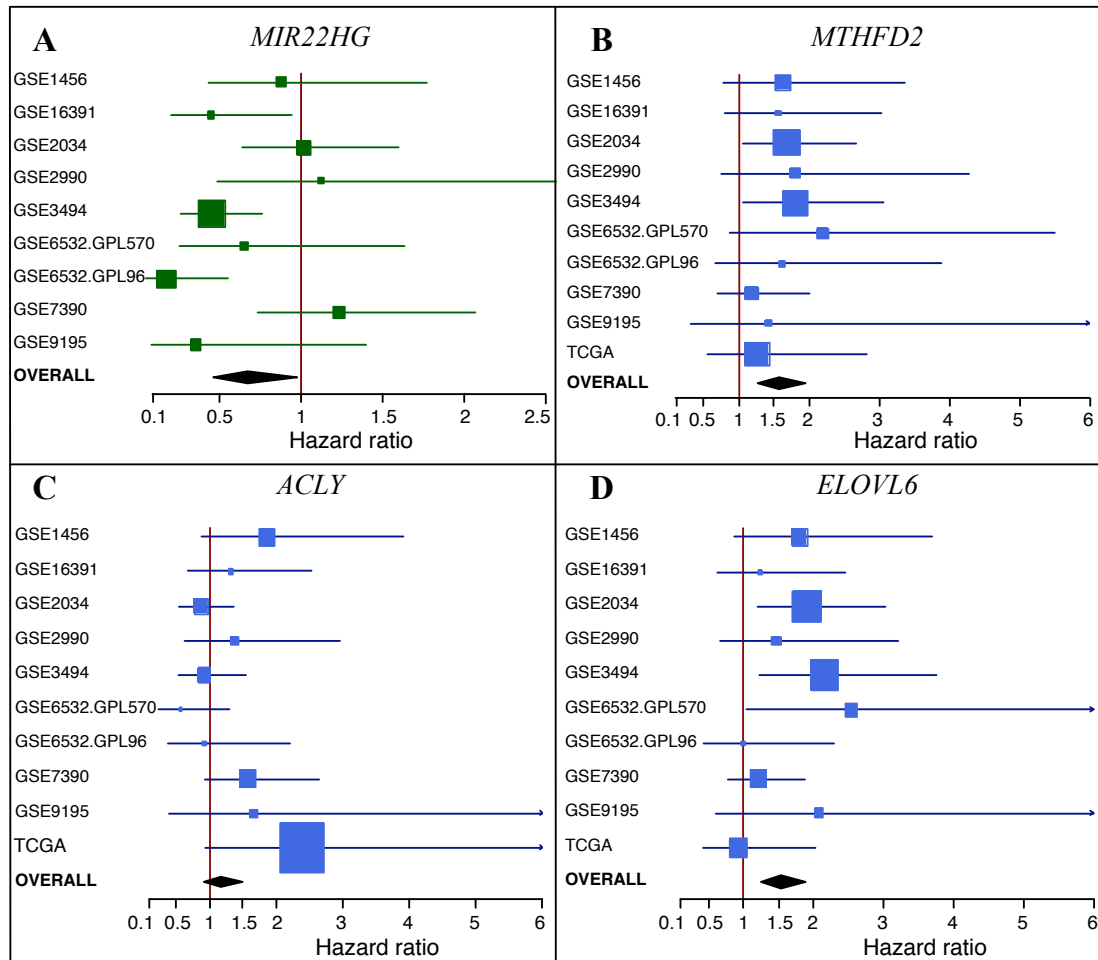 A MIR22HG
GSE1456
GSE16391
GSE2034
GSE2990
GSE3494
GSE6532.GPL570
GSE6532.GPL96
GSE7390
GSE9195
OVERALL
0.1 0.5 1 1.5 2 2.5
Hazard ratio
B MTHFD2
GSE1456
GSE16391
GSE2034
GSE2990
GSE3494
GSE6532.GPL570
GSE6532.GPL96
GSE7390
GSE9195
TCGA
OVERALL
0.1 0.5 1 1.5 2 3 4 5 6
Hazard ratio
C ACLY
GSE1456
GSE16391
GSE2034
GSE2990
GSE3494
GSE6532.GPL570
GSE6532.GPL96
GSE7390
GSE9195
TCGA
OVERALL
0.1 0.5 1 1.5 2 3 4 5 6
Hazard ratio
D ELOVL6
GSE1456
GSE16391
GSE2034
GSE2990
GSE3494
GSE6532.GPL570
GSE6532.GPL96
GSE7390
GSE9195
TCGA
OVERALL
0.1 0.5 1 1.5 2 3 4 5 6
Hazard ratio